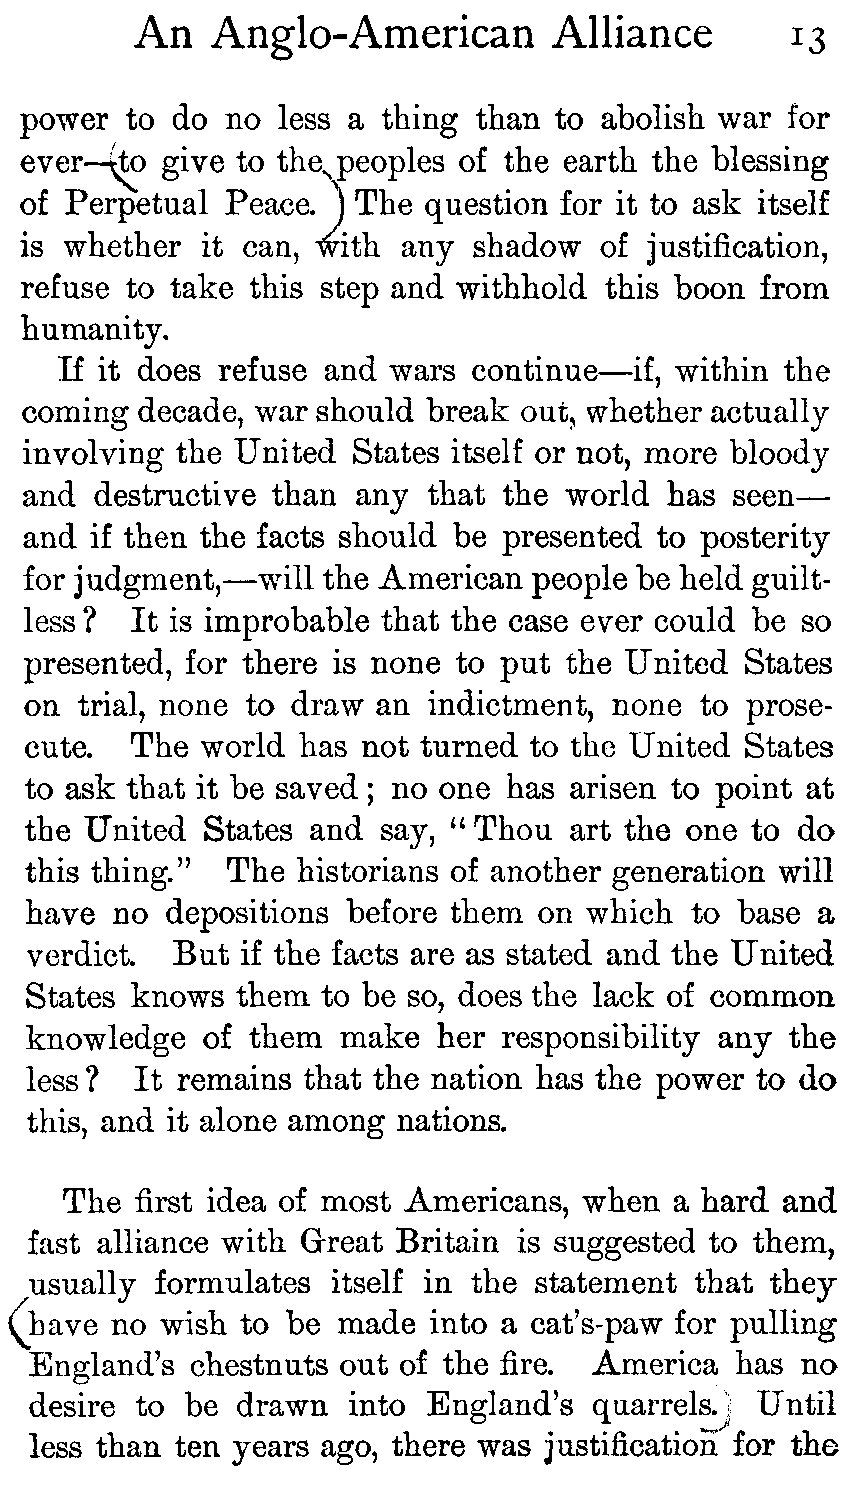 An Anglo-American Alliance 13
power to do no less a thing than to abolish war for
ever—to give to the peoples of the earth the blessing
of Perpetual Peace. The question for it to ask itself
is whether it can, with any shadow of justification,
refuse to take this step and withhold this boon from
humanity.
If it does refuse and wars continue—if, within the
coming decade, war should break out, whether actually
involving the United States itself or not, more bloody
and destructive than any that the world has seen—
and if then the facts should be presented to posterity
for judgment,—will the American people be held guilt-
less? It is improbable that the case ever could be so
presented, for there is none to put the United States
on trial, none to draw an indictment, none to prose-
cute. The world has not turned to the United States
to ask that it be saved; no one has arisen to point at
the United States and say, "Thou art the one to do
this thing." The historians of another generation will
have no depositions before them on which to base a
verdict. But if the facts are as stated and the United
States knows them to be so, does the lack of common
knowledge of them make her responsibility any the
less? It remains that the nation has the power to do
this, and it alone among nations.
The first idea of most Americans, when a hard and
fast alliance with Great Britain is suggested to them,
usually formulates itself in the statement that they
have no wish to be made into a cat's-paw for pulling
England's chestnuts out of the fire. America has no
desire to be drawn into England's quarrels. Until
less than ten years ago, there was justification for the